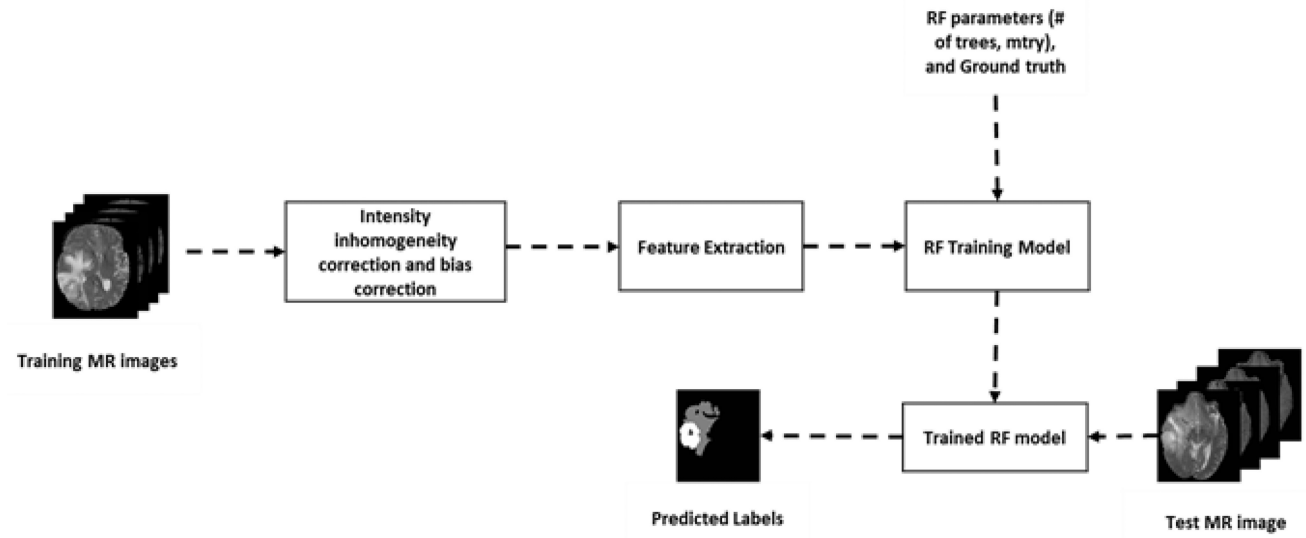 RF parameters (#
of trees, mtry),
and Ground truth
Intensity
inhomogeneity
correction and bias
correction
Feature Extraction
RF Training Model
Training MR images
Trained RF model
Predicted Labels
Test MR image